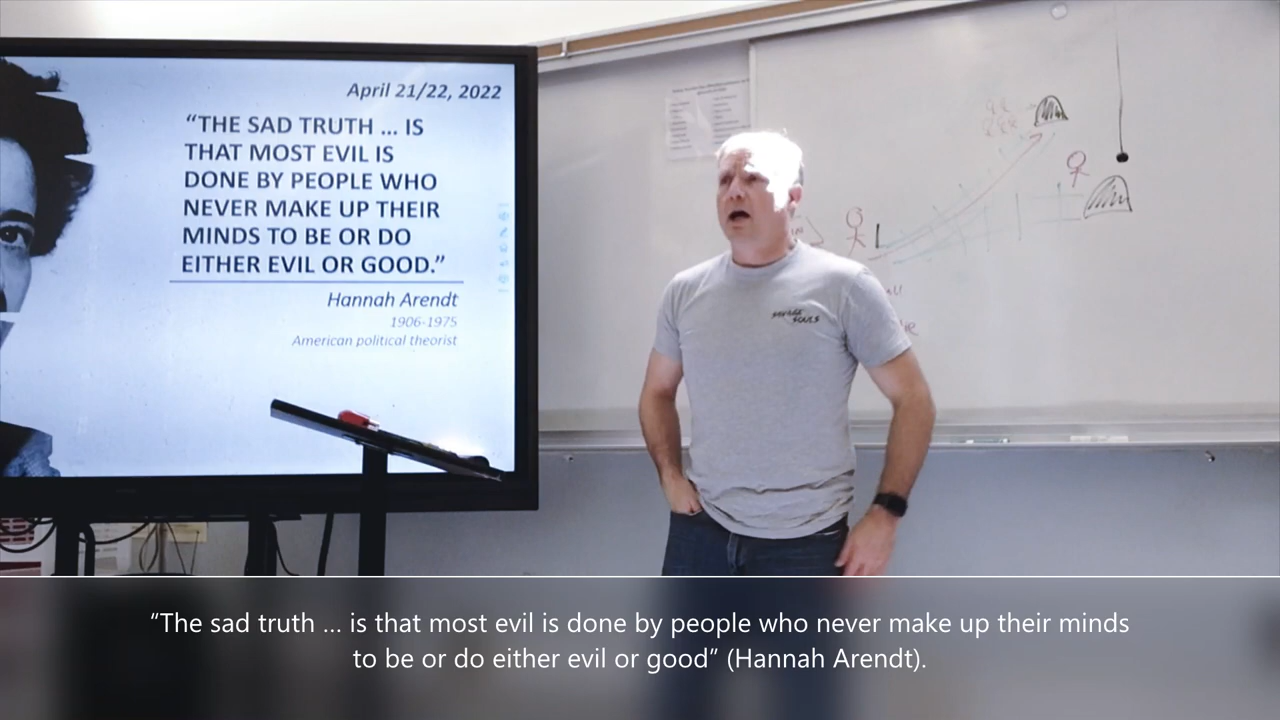 April 21/22, 2022
“THE SAD TRUTH ... IS
THAT MOST EVIL IS
DONE BY PEOPLE WHO
NEVER MAKE UP THEIR
MINDS TO BE OR DO
EITHER EVIL OR GOOD.”
Hannah Arendt
1906-1975
American political theorist
SAVAGE
SOULS
“The sad truth ... is that most evil is done by people who never make up their minds
to be or do either evil or good” (Hannah Arendt).